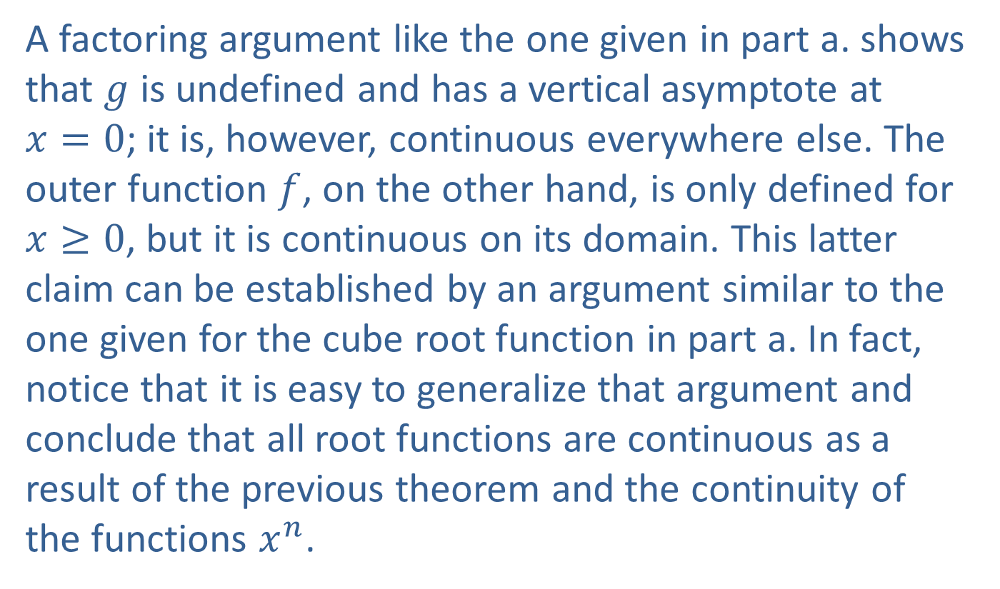 A factoring argument like the one given in part a. shows
that g is undefined and has a vertical asymptote at
x = 0; it is, however, continuous everywhere else. The
outer function f, on the other hand, is only defined for
x ≥ 0, but it is continuous on its domain. This latter
claim can be established by an argument similar to the
one given for the cube root function in part a. In fact,
notice that it is easy to generalize that argument and
conclude that all root functions are continuous as a
result of the previous theorem and the continuity of
the functions xⁿ.